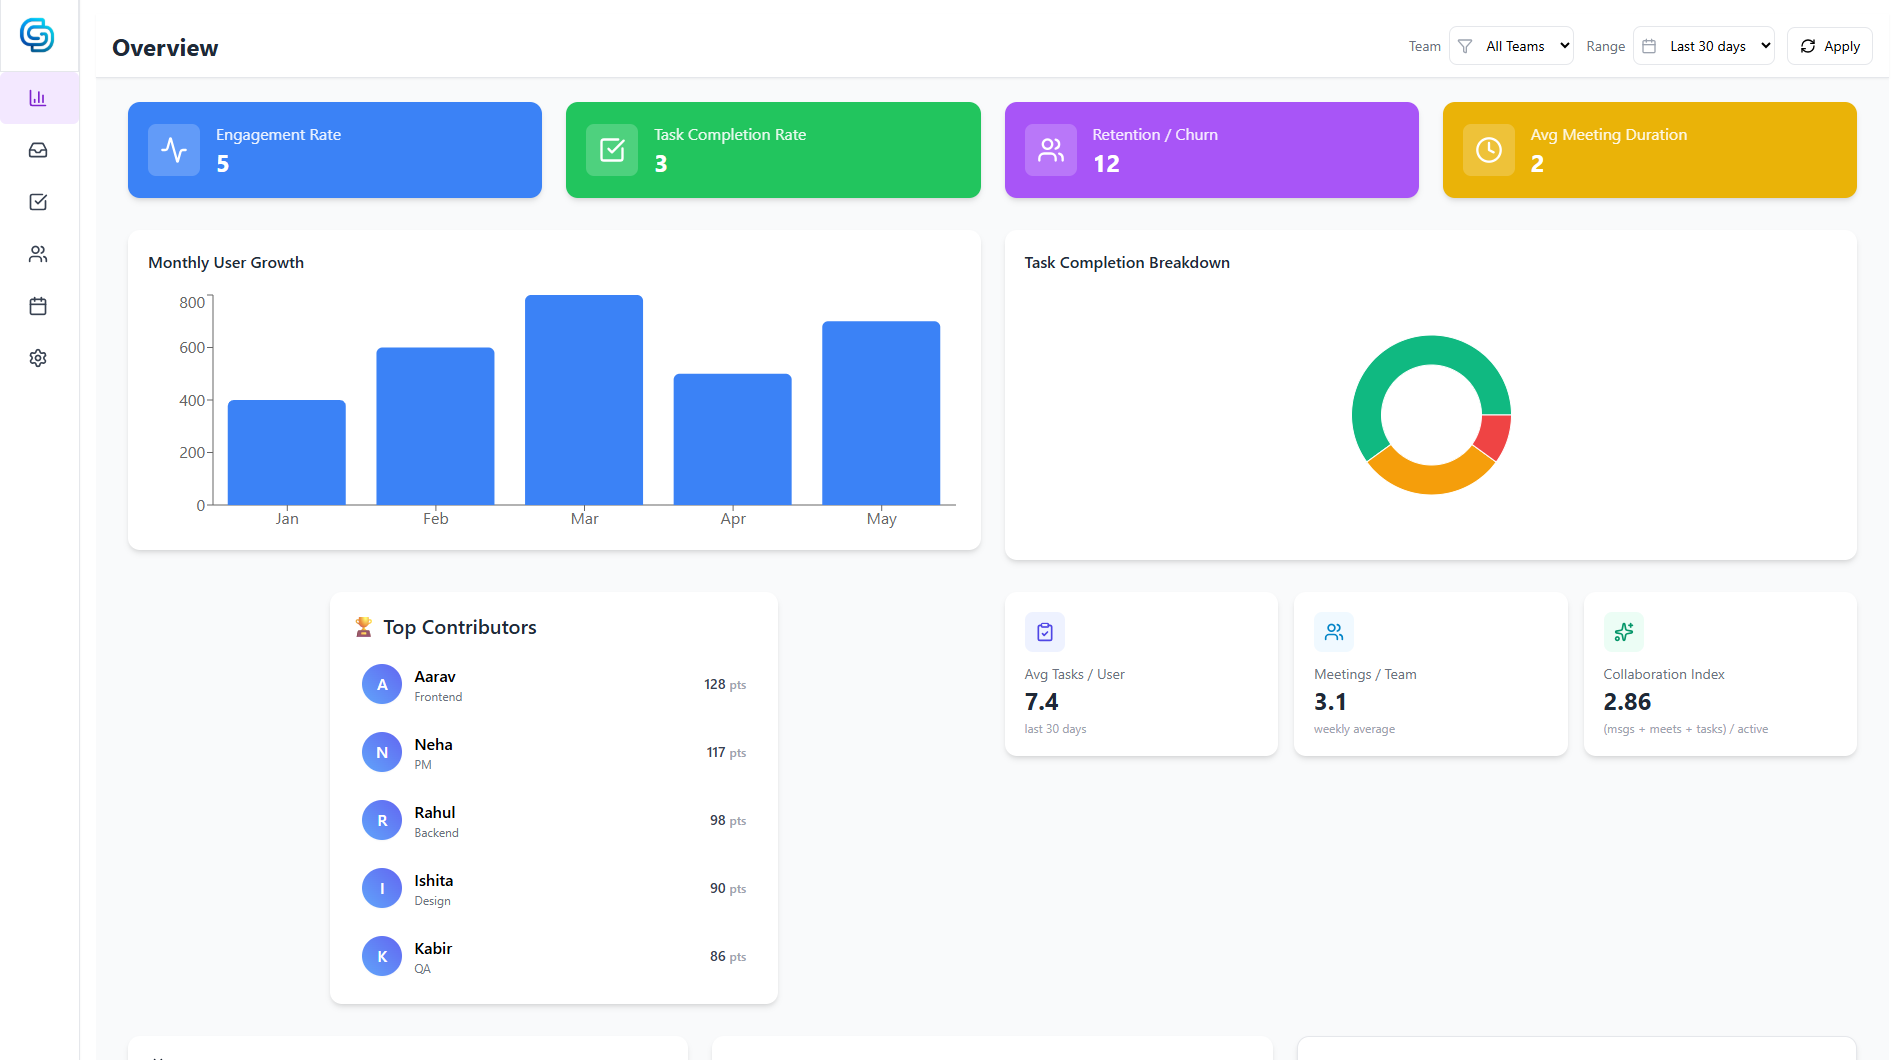 Overview
Team
All Teams
Range
Last 30 days
Apply
Engagement Rate
5
Task Completion Rate
3
Retention / Churn
12
Avg Meeting Duration
2
Monthly User Growth
800
600
400
200
0
Jan
Feb
Mar
Apr
May
Task Completion Breakdown
Top Contributors
A
Aarav
Frontend
128 pts
N
Neha
PM
117 pts
R
Rahul
Backend
98 pts
I
Ishita
Design
90 pts
K
Kabir
QA
86 pts
Avg Tasks / User
7.4
last 30 days
Meetings / Team
3.1
weekly average
Collaboration Index
2.86
(msgs + meets + tasks) / active